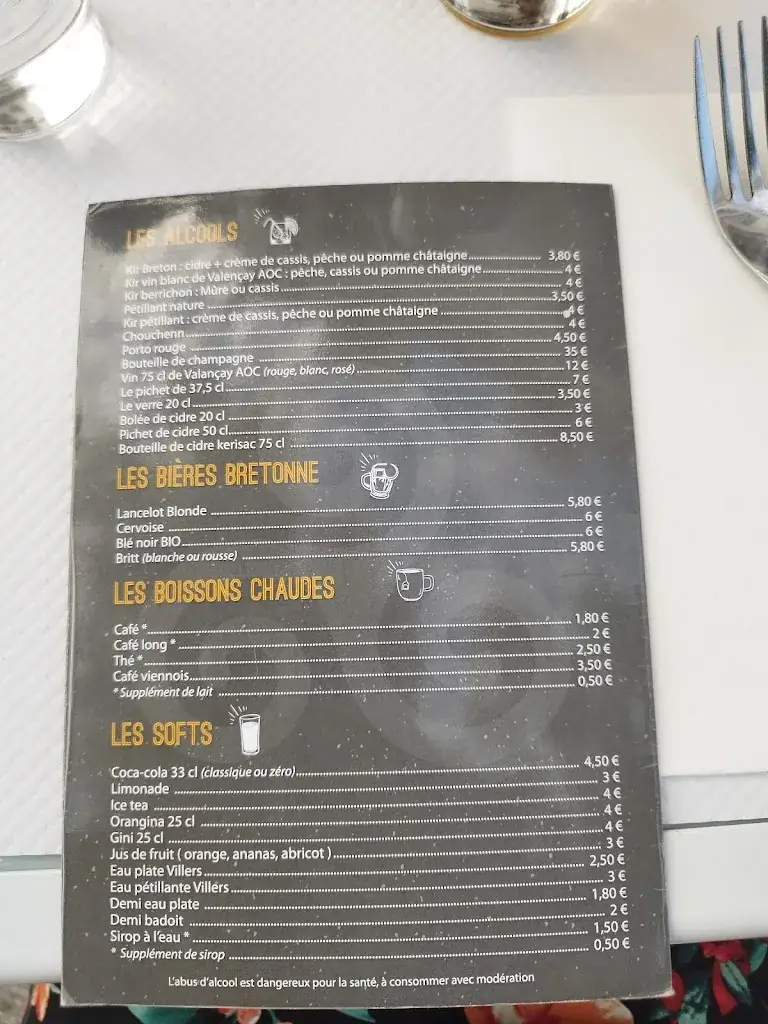 LES ALCOOLS
Kir Breton : cidre + crème de cassis, pêche ou pomme châtaigne 3,80 €
Kir vin blanc de Valençay AOC : pêche, cassis ou pomme châtaigne 4 €
Kir berrichon : Mûre ou cassis 4 €
Pétillant nature 3,50 €
Kir pétillant : crème de cassis, pêche ou pomme châtaigne 4 €
Chouchenn 4 €
Porto rouge 4,50 €
Bouteille de champagne 35 €
Vin 75 cl de Valançay AOC (rouge, blanc, rosé) 12 €
Le pichet de 37,5 cl 7 €
Le verre 20 cl 3,50 €
Bolée de cidre 20 cl 3 €
Pichet de cidre 50 cl 6 €
Bouteille de cidre kerisac 75 cl 8,50 €
LES BIÈRES BRETONNE
Lancelot Blonde 5,80 €
Cervoise 6 €
Blé noir BIO 6 €
Britt (blanche ou rousse) 5,80 €
LES BOISSONS CHAUDES
Café * 1,80 €
Café long * 2 €
Thé * 2,50 €
Café viennois 3,50 €
* Supplément de lait 0,50 €
LES SOFTS
Coca-cola 33 cl (classique ou zéro) 4,50 €
Limonade 3 €
Ice tea 4 €
Orangina 25 cl 4 €
Gini 25 cl 4 €
Jus de fruit ( orange, ananas, abricot ) 3 €
Eau plate Villers 2,50 €
Eau pétillante Villers 3 €
Demi eau plate 1,80 €
Demi badoit 2 €
Sirop à l'eau * 1,50 €
* Supplément de sirop 0,50 €
L'abus d'alcool est dangereux pour la santé, à consommer avec modération